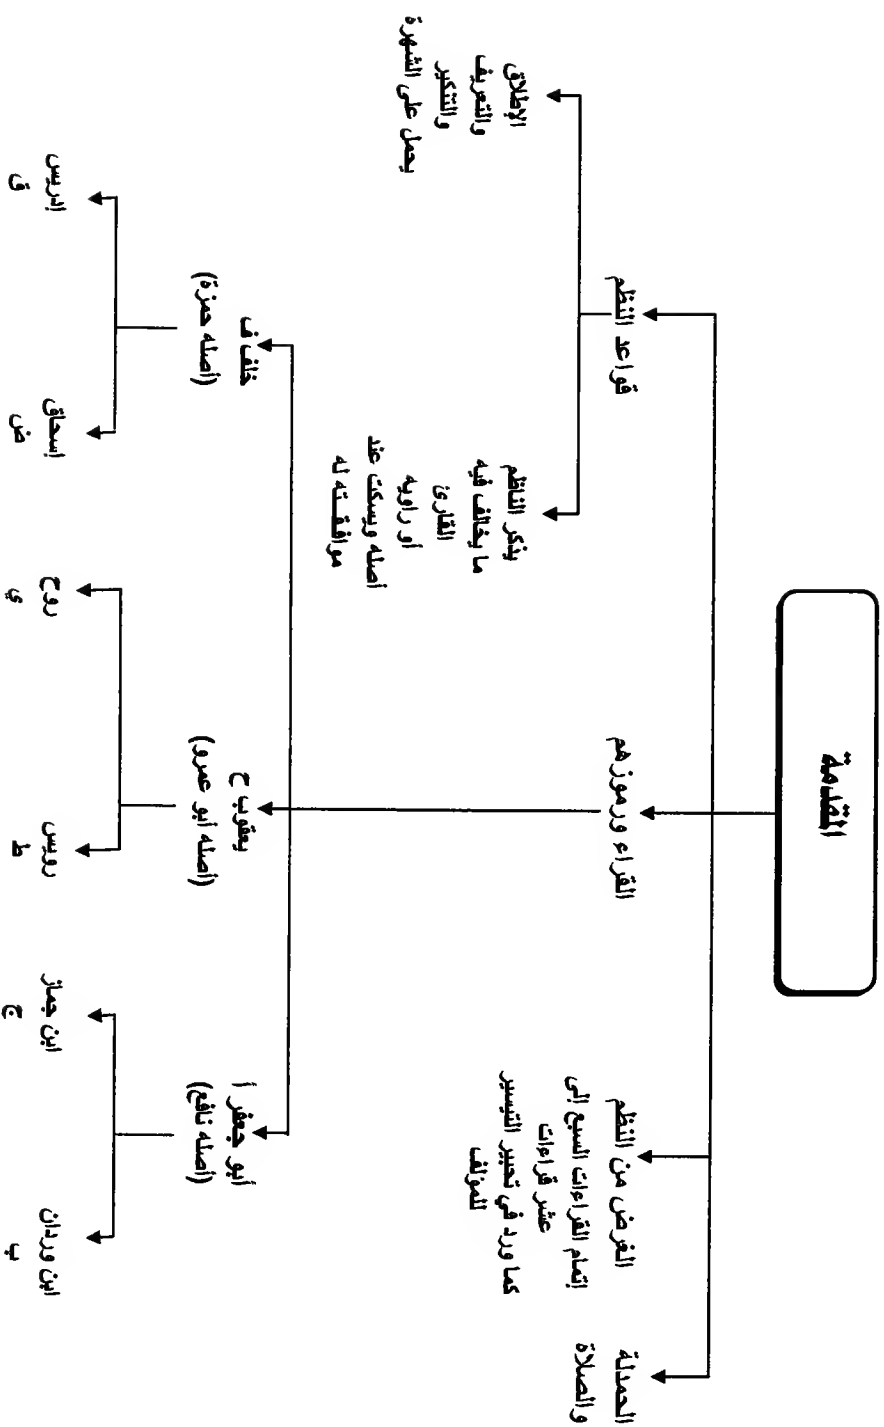 المقدمة
الحمدلة
والصلاة
الغرض من النظم
إتمام القراءات السبع إلى
عشر قراءات
كما ورد في تحبير التيسير
للمؤلف
القراء ورموزهم
قواعد النظم
يذكر الناظم
ما يخالف فيه
القارئ
أو راويه
أصله ويسكت عند
موافقته له
الإطلاق
والتعريف
والتنكير
يحمل على الشهرة
أبو جعفر أ
(أصله نافع)
يعقوب ح
(أصله أبو عمرو)
خلف ف
(أصله حمزة)
ابن وردان
ب
ابن جماز
ج
رويس
ط
روح
ي
إسحاق
ض
إدريس
ق